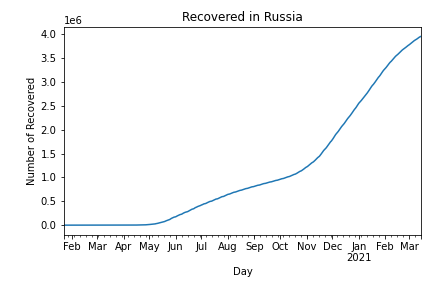 Recovered in Russia
1e6
4.0
3.5
3.0
2.5
2.0
1.5
1.0
0.5
0.0
Number of Recovered
Feb Mar Apr May Jun Jul Aug Sep Oct Nov Dec Jan Feb Mar
2021
Day